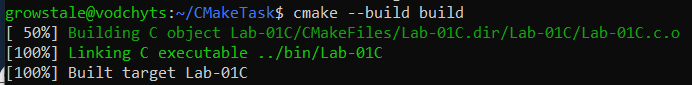 growstale@vodchyts:~/CMakeTask$ cmake --build build
[ 50%] Building C object Lab-01C/CMakeFiles/Lab-01C.dir/Lab-01C/Lab-01C.c.o
[100%] Linking C executable ../bin/Lab-01C
[100%] Built target Lab-01C